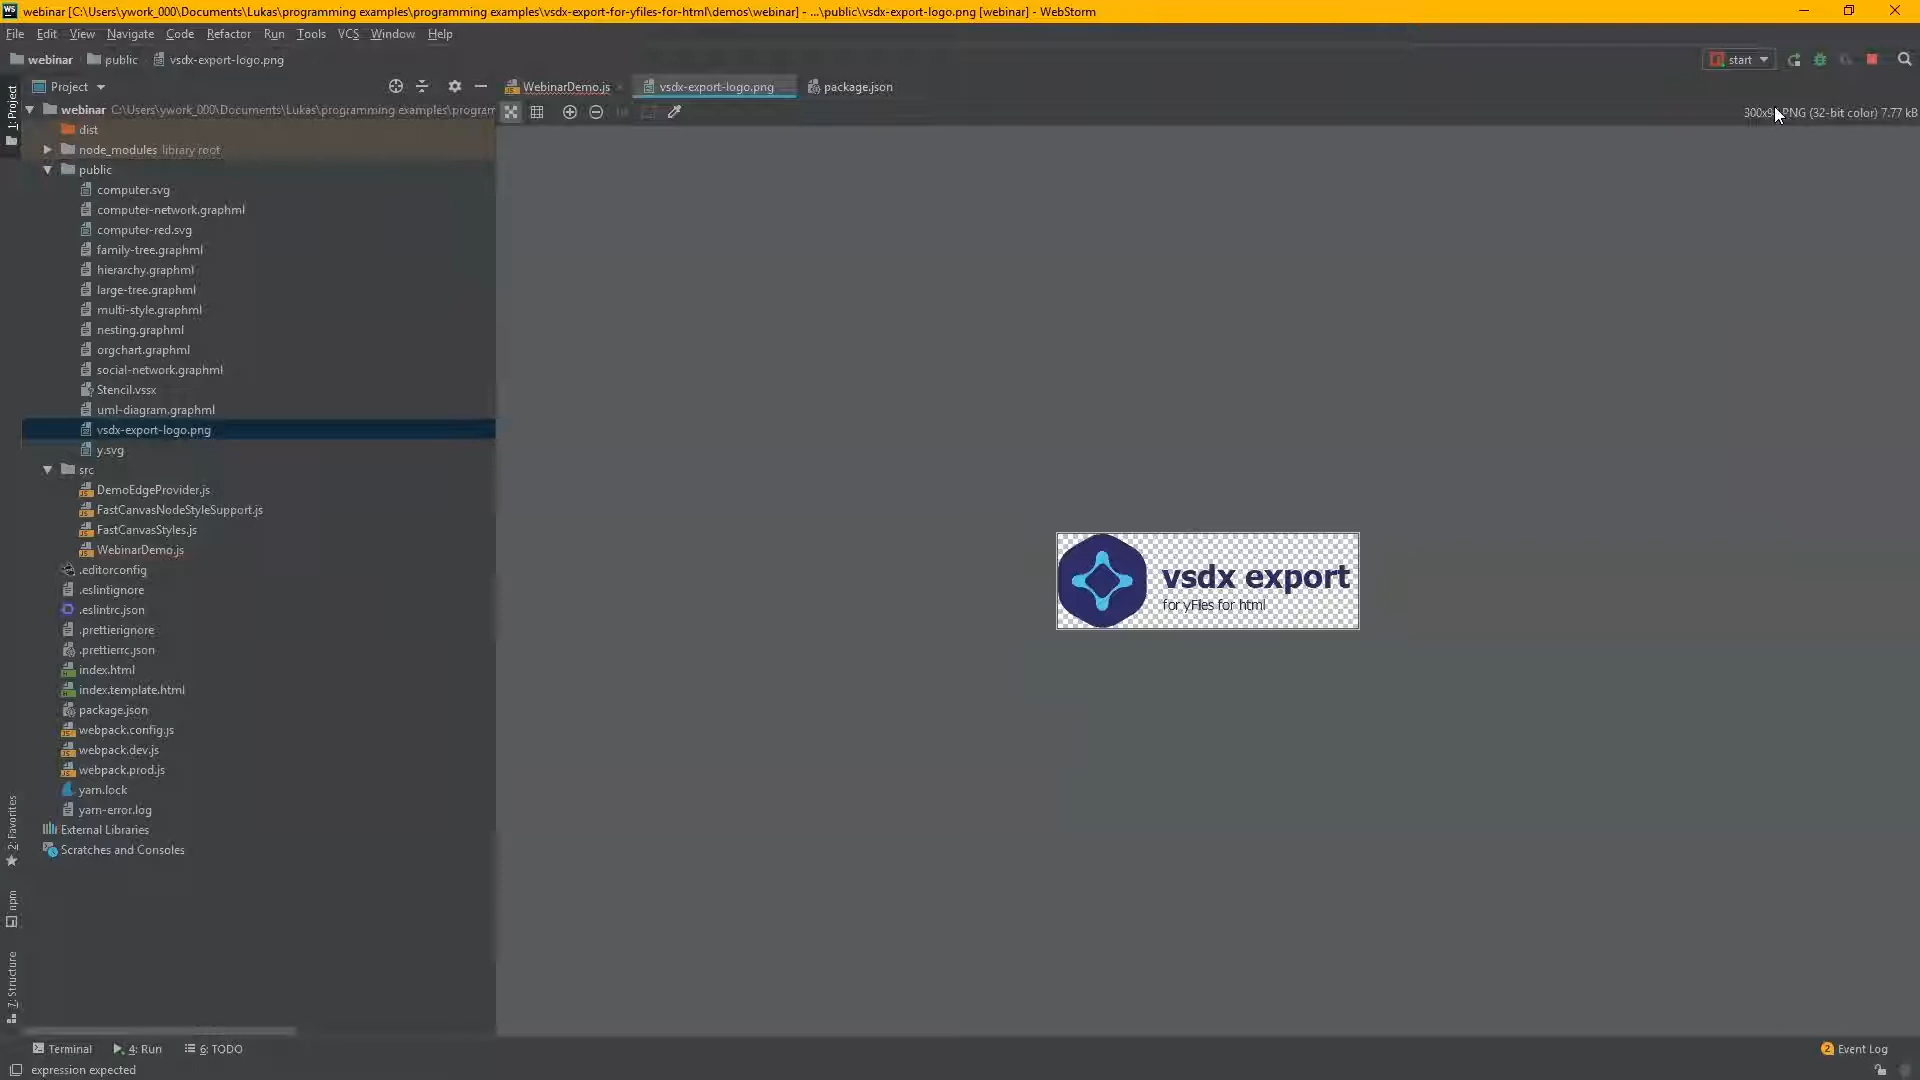 webinar [C:\Users\ywork_000\Documents\Lukas\programming examples\programming examples\vsdx-export-for-yfiles-for-html\demos\webinar] - ...\public\vsdx-export-logo.png [webinar] - WebStorm
File Edit View Navigate Code Refactor Run Tools VCS Window Help
webinar public vsdx-export-logo.png
start
Project
WebinarDemo.js
vsdx-export-logo.png
package.json
PNG (32-bit color) 7.77 kB
1: Project
webinar C:\Users\ywork_000\Documents\Lukas\programming examples\progran
dist
node_modules library root
public
computer.svg
computer-network.graphml
computer-red.svg
family-tree.graphml
hierarchy.graphml
large-tree.graphml
multi-style.graphml
nesting.graphml
orgchart.graphml
social-network.graphml
Stencil.vssx
uml-diagram.graphml
vsdx-export-logo.png
y.svg
src
DemoEdgeProvider.js
FastCanvasNodeStyleSupport.js
FastCanvasStyles.js
WebinarDemo.js
.editorconfig
.eslintignore
.eslintrc.json
.prettierignore
.prettierrc.json
index.html
index.template.html
package.json
webpack.config.js
webpack.dev.js
webpack.prod.js
yarn.lock
yarn-error.log
External Libraries
Scratches and Consoles
vsdx export
for yFiles for html
2: Favorites
npm
7: Structure
Terminal 4: Run 6: TODO
2 Event Log
expression expected